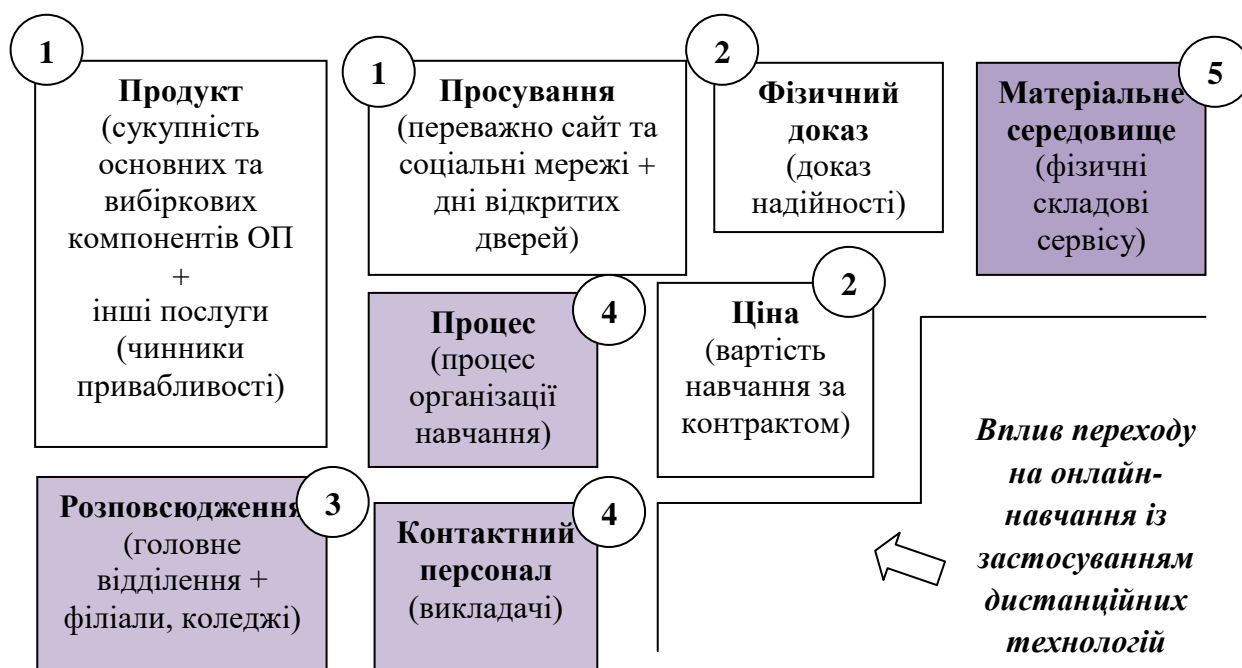 1
Продукт
(сукупність
основних та
вибіркових
компонентів ОП
+
інші послуги
(чинники
привабливості)
1
Просування
(переважно сайт та
соціальні мережі +
дні відкритих
дверей)
2
Фізичний
доказ
(доказ
надійності)
5
Матеріальне
середовище
(фізичні
складові
сервісу)
4
Процес
(процес
організації
навчання)
2
Ціна
(вартість
навчання за
контрактом)
3
Розповсюдження
(головне
відділення +
філіали, коледжі)
4
Контактний
персонал
(викладачі)
Вплив переходу
на онлайн-
навчання із
застосуванням
дистанційних
технологій